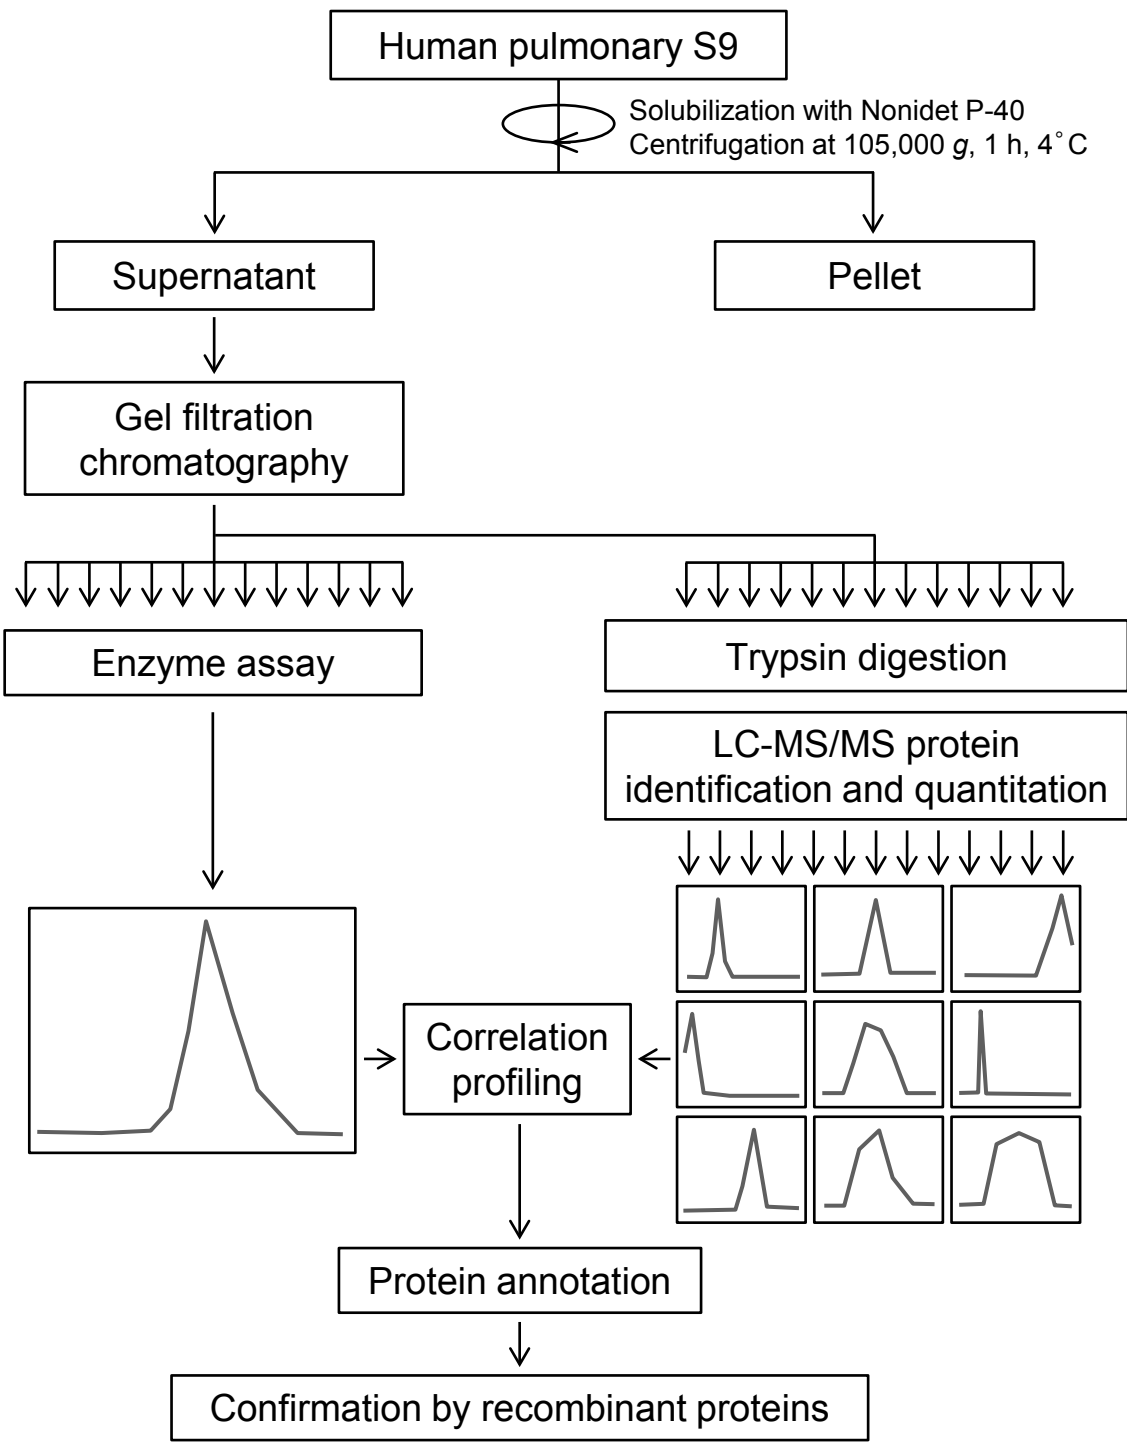 Human pulmonary S9
Solubilization with Nonidet P-40
Centrifugation at 105,000 g, 1 h, 4°C
Supernatant
Pellet
Gel filtration
chromatography
Enzyme assay
Trypsin digestion
LC-MS/MS protein
identification and quantitation
Correlation
profiling
Protein annotation
Confirmation by recombinant proteins